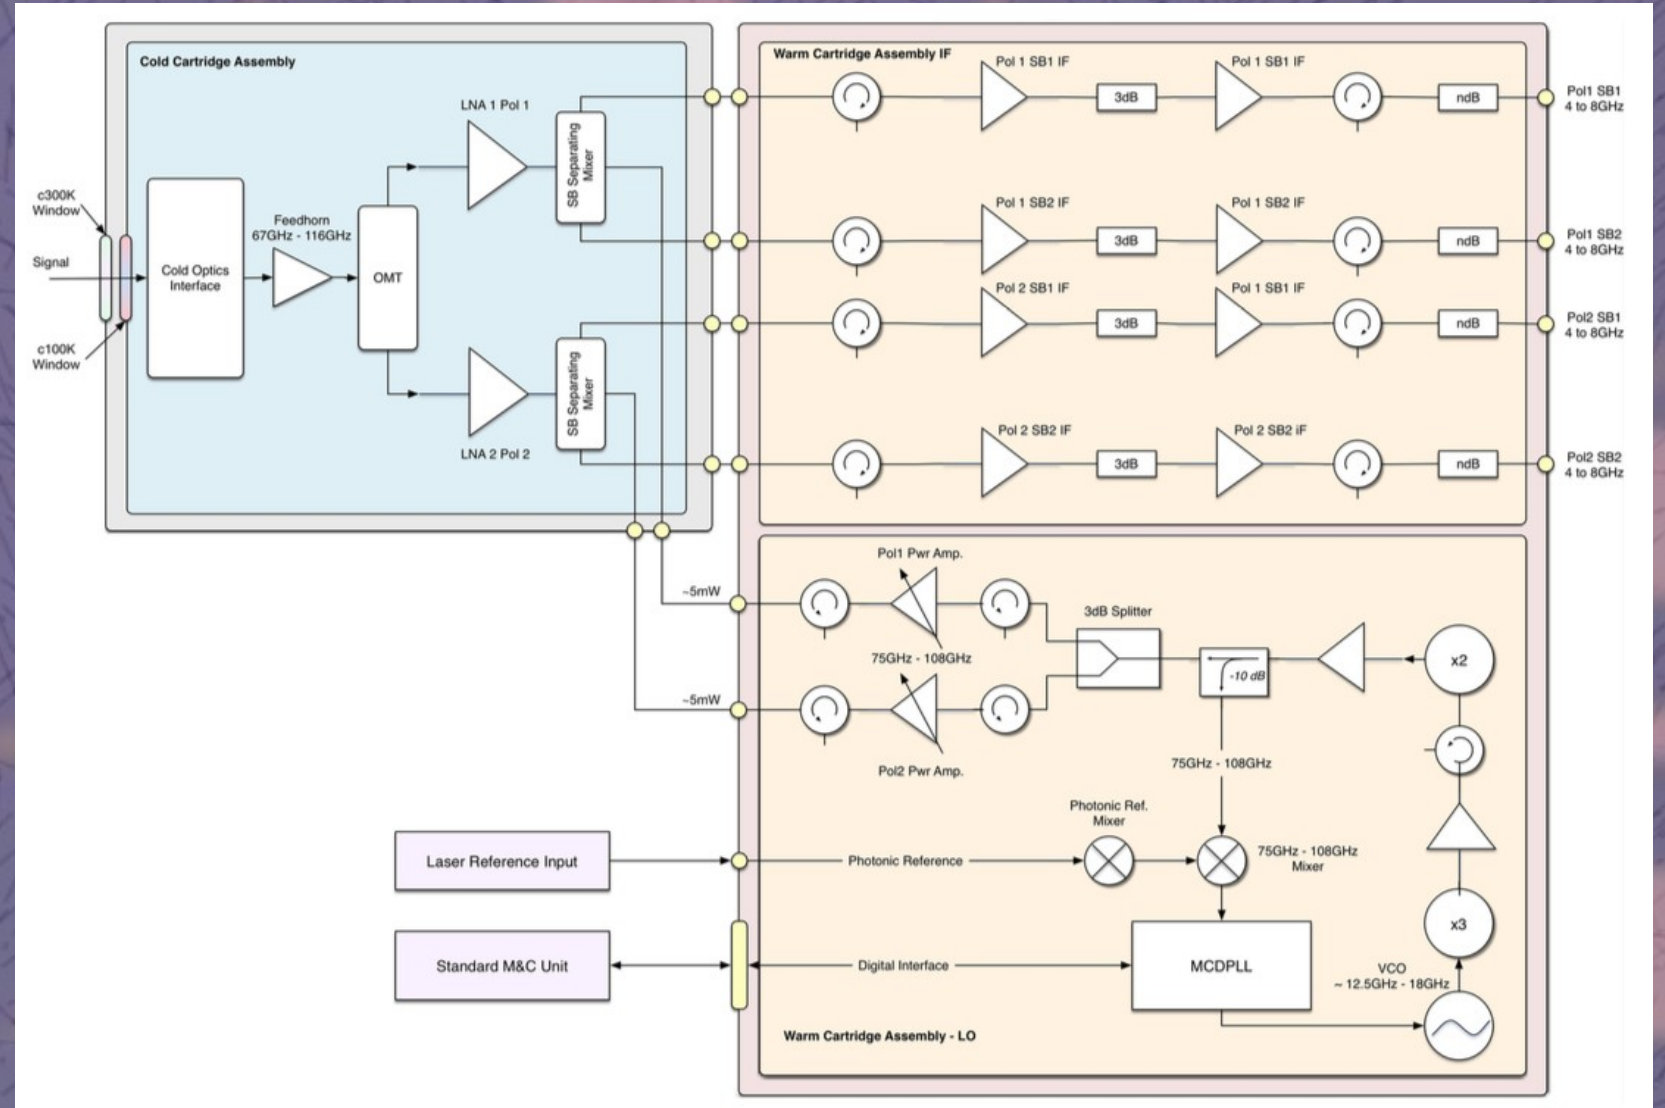 Cold Cartridge Assembly
LNA 1 Pol 1
SB Separating
Mixer
c300K
Window
Feedhorn
67GHz - 116GHz
Signal
Cold Optics
Interface
OMT
c100K
Window
SB Separating
Mixer
LNA 2 Pol 2
Warm Cartridge Assembly IF
Pol 1 SB1 IF
Pol 1 SB1 IF
3dB
ndB
Pol1 SB1
4 to 8GHz
Pol 1 SB2 IF
Pol 1 SB2 IF
3dB
ndB
Pol1 SB2
4 to 8GHz
Pol 2 SB1 IF
Pol 1 SB1 IF
3dB
ndB
Pol2 SB1
4 to 8GHz
Pol 2 SB2 IF
Pol 2 SB2 iF
3dB
ndB
Pol2 SB2
4 to 8GHz
Pol1 Pwr Amp.
~5mW
3dB Splitter
75GHz - 108GHz
-10 dB
x2
~5mW
Pol2 Pwr Amp.
75GHz - 108GHz
Photonic Ref.
Mixer
Laser Reference Input
Photonic Reference
75GHz - 108GHz
Mixer
x3
Standard M&C Unit
Digital Interface
MCDPLL
VCO
~ 12.5GHz - 18GHz
Warm Cartridge Assembly - LO